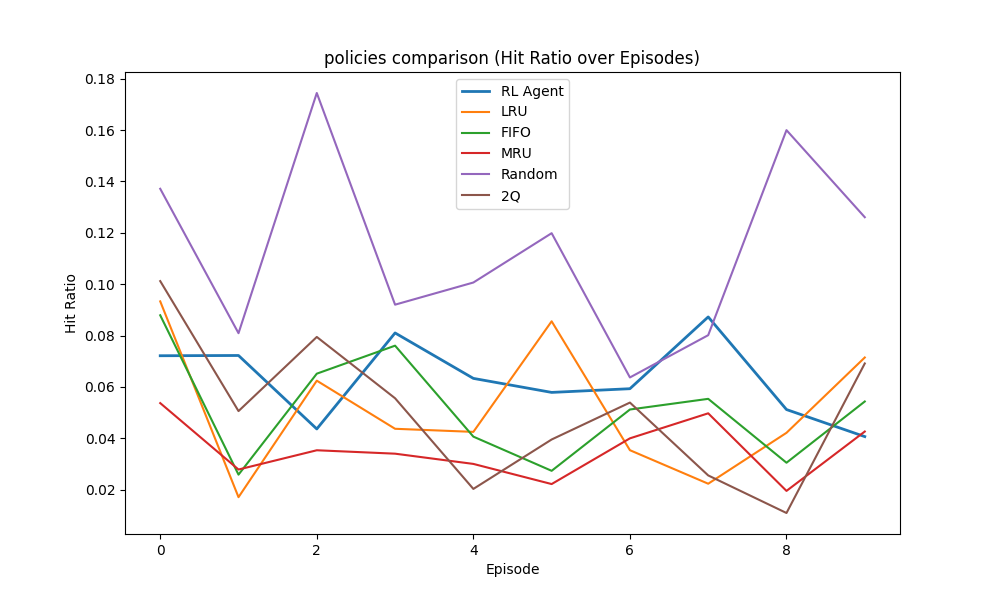 policies comparison (Hit Ratio over Episodes)
RL Agent
LRU
FIFO
MRU
Random
2Q
Hit Ratio
0.18
0.16
0.14
0.12
0.10
0.08
0.06
0.04
0.02
0 2 4 6 8
Episode